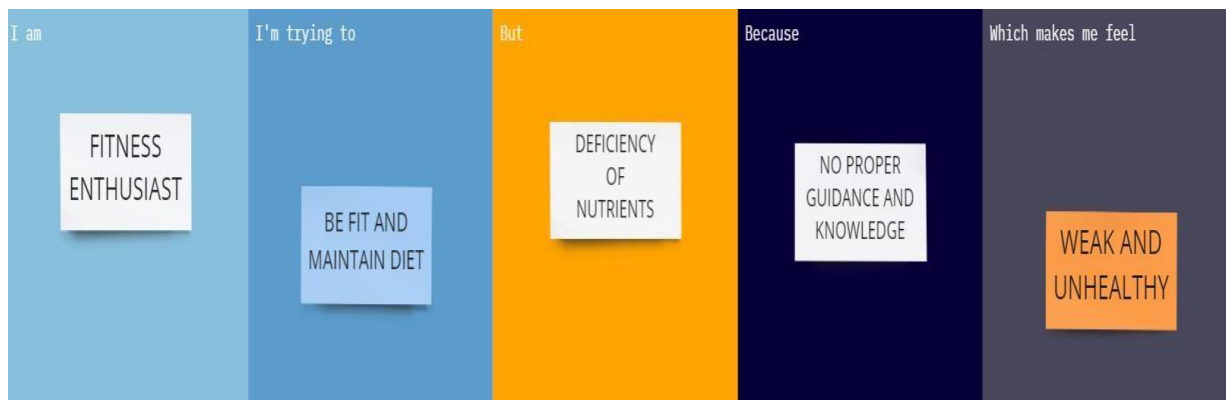 I am
FITNESS
ENTHUSIAST
I'm trying to
BE FIT AND
MAINTAIN DIET
But
DEFICIENCY
OF
NUTRIENTS
Because
NO PROPER
GUIDANCE AND
KNOWLEDGE
Which makes me feel
WEAK AND
UNHEALTHY